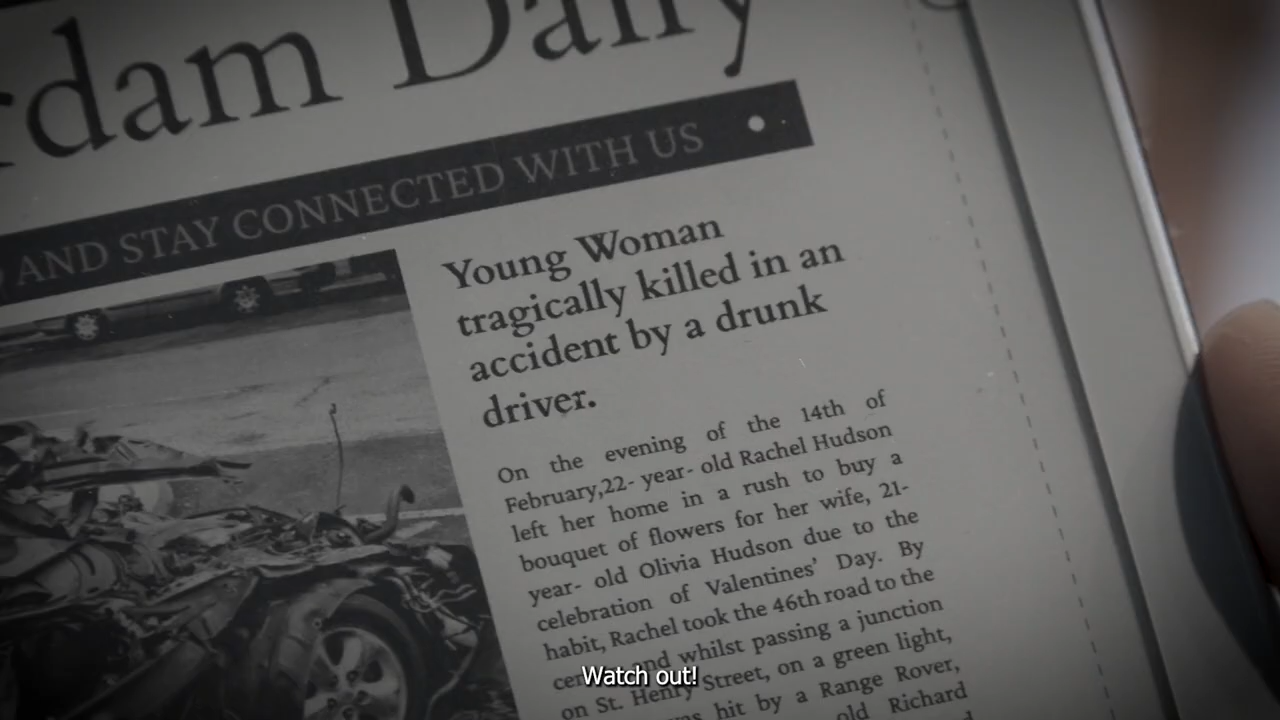 rdam Daily
AND STAY CONNECTED WITH US
Young Woman
tragically killed in an
accident by a drunk
driver.
On the evening of the 14th of
February,22- year- old Rachel Hudson
left her home in a rush to buy a
bouquet of flowers for her wife, 21-
year- old Olivia Hudson due to the
celebration of Valentines’ Day. By
habit, Rachel took the 46th road to the
and whilst passing a junction
on St. Henry Street, on a green light,
hit by a Range Rover,
old Richard
Watch out!